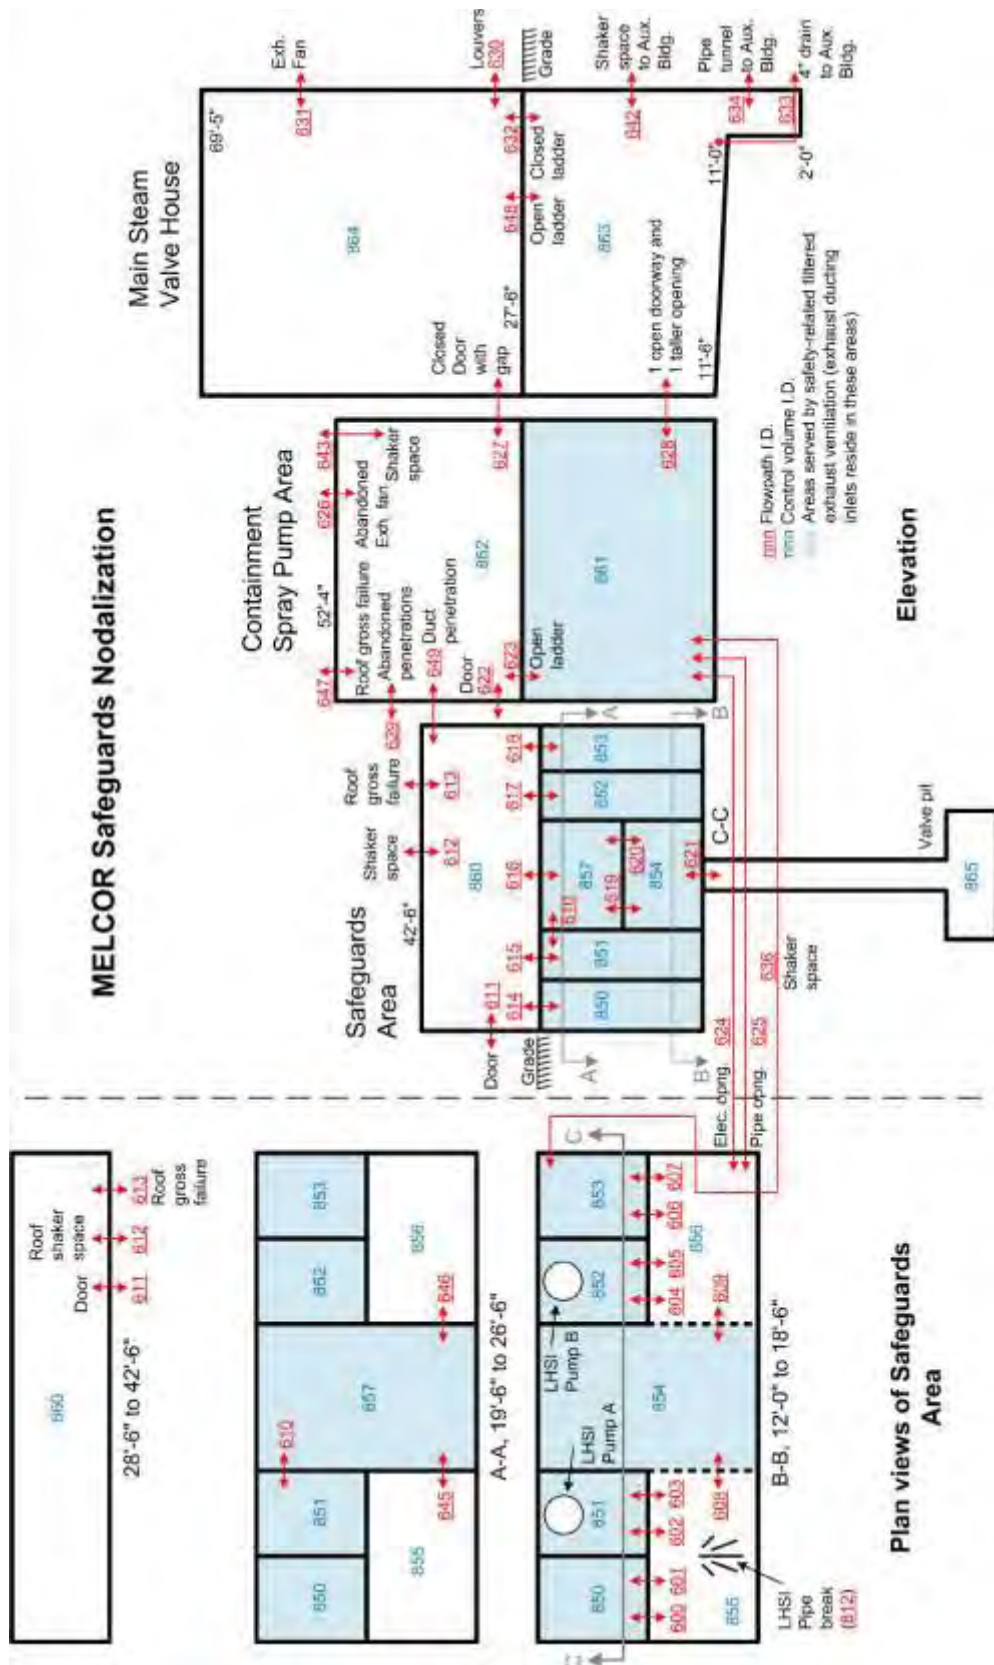 MELCOR Safeguards Nodalization
Main Steam
Valve House
69'-5"
864
Exh.
Fan
631
Louvers
630
Grade
632
Closed
ladder
648
Open
ladder
Closed
Door
with
gap
27'-6"
863
Shaker
space
to Aux.
Bldg.
642
Pipe
tunnel
to Aux.
Bldg.
634
4" drain
to Aux.
Bldg.
633
11'-0"
2'-0"
1 open doorway and
1 taller opening
11'-6"
627
628
Containment
Spray Pump Area
52'-4"
647
Roof gross failure
626
Abandoned
Exh. fan
643
Shaker
space
Abandoned
penetrations
629
649
Duct
penetration
Door
622
623
Open
ladder
862
861
Safeguards
Area
42'-6"
Roof
gross
failure
613
Shaker
space
612
860
Door
611
Grade
614
615
616
617
618
850
851
857
852
853
610
619
620
854
621
A
A
B
B
C-C
Valve pit
865
Elec. opng.
624
Pipe opng.
625
636
Shaker
space
nnn Flowpath I.D.
nnn Control volume I.D.
Areas served by safety-related filtered
exhaust ventilation (exhaust ducting
inlets reside in these areas)
Elevation
860
Door
611
Roof
shaker
space
612
613
Roof
gross
failure
28'-6" to 42'-6"
850
851
610
857
852
853
855
645
646
856
A-A, 19'-6" to 26'-6"
C
C
850
851
LHSI
Pump A
LHSI
Pump B
852
853
600
601
602
603
604
605
606
607
608
609
854
855
856
LHSI
Pipe
break
(812)
B-B, 12'-0" to 18'-6"
Plan views of Safeguards
Area